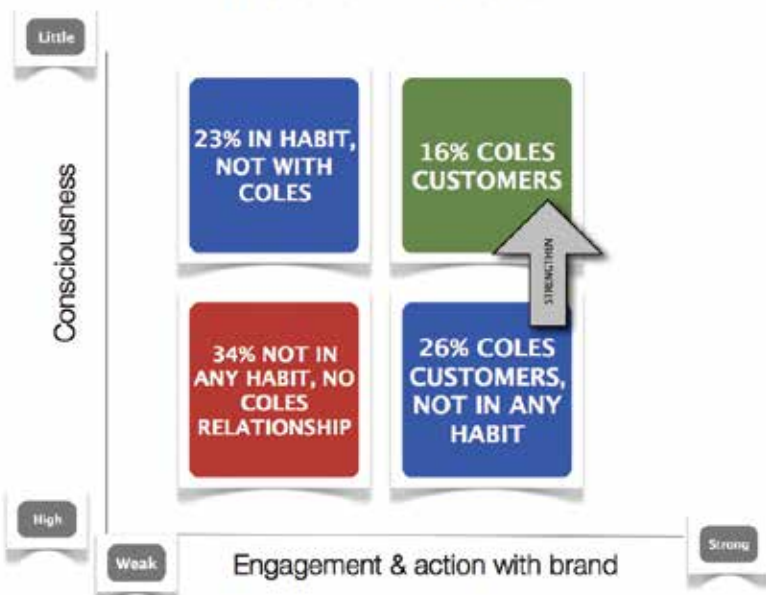 Little
23% IN HABIT,
NOT WITH
COLES
16% COLES
CUSTOMERS
STRENGTHEN
Consciousness
34% NOT IN
ANY HABIT, NO
COLES
RELATIONSHIP
26% COLES
CUSTOMERS,
NOT IN ANY
HABIT
High
Weak
Engagement & action with brand
Strong